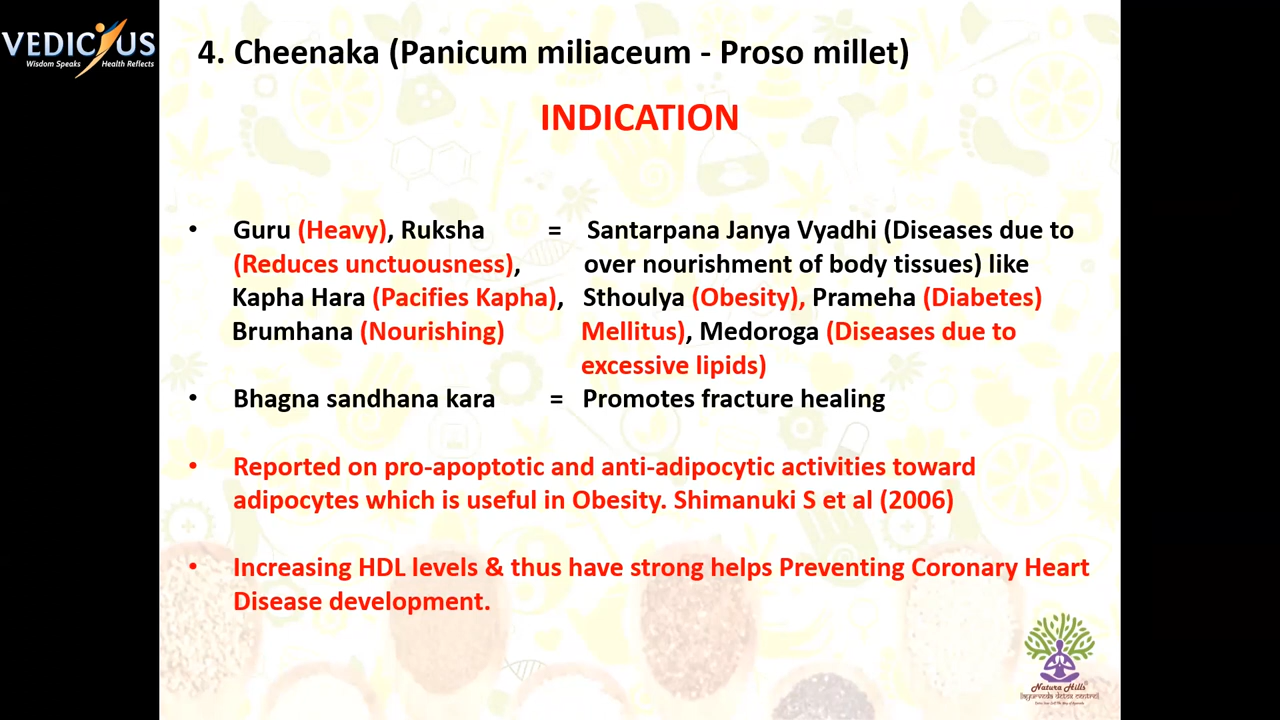 VEDICUS
Wisdom Speaks Health Reflects
4. Cheenaka (Panicum miliaceum - Proso millet)
INDICATION
• Guru (Heavy), Ruksha = Santarpana Janya Vyadhi (Diseases due to
(Reduces unctuousness), over nourishment of body tissues) like
Kapha Hara (Pacifies Kapha), Sthoulya (Obesity), Prameha (Diabetes)
Brumhana (Nourishing) Mellitus), Medoroga (Diseases due to
excessive lipids)
• Bhagna sandhana kara = Promotes fracture healing
• Reported on pro-apoptotic and anti-adipocytic activities toward
adipocytes which is useful in Obesity. Shimanuki S et al (2006)
• Increasing HDL levels & thus have strong helps Preventing Coronary Heart
Disease development.
Natura Hills